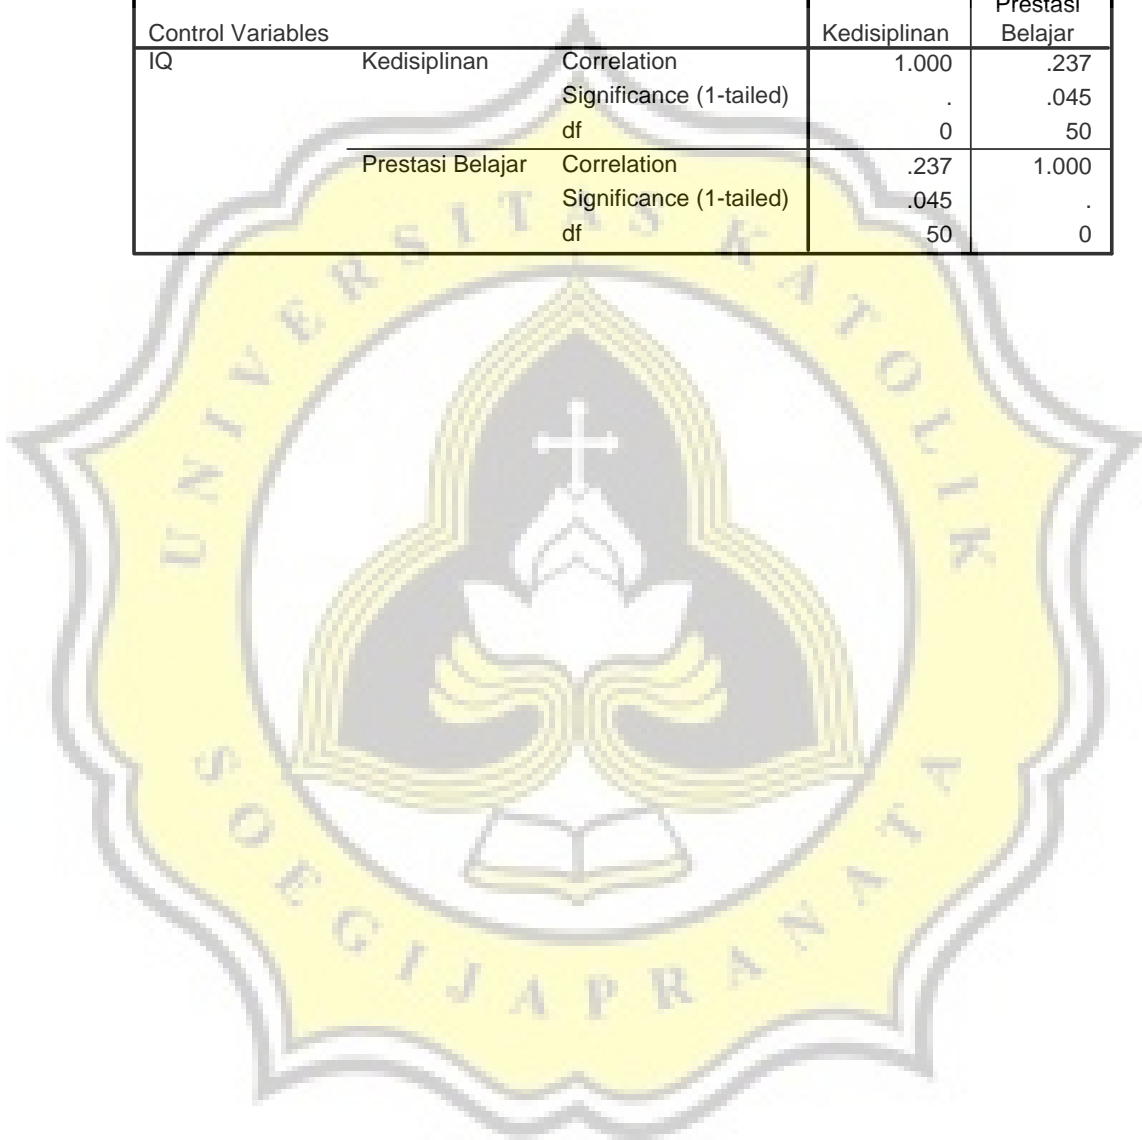 Prestasi
Control Variables Kedisiplinan Belajar
IQ Kedisiplinan Correlation 1.000 .237
Significance (1-tailed) . .045
df 0 50
Prestasi Belajar Correlation .237 1.000
Significance (1-tailed) .045 .
df 50 0
UNIVERSITAS KATOLIK
SOEGIJAPRANATA